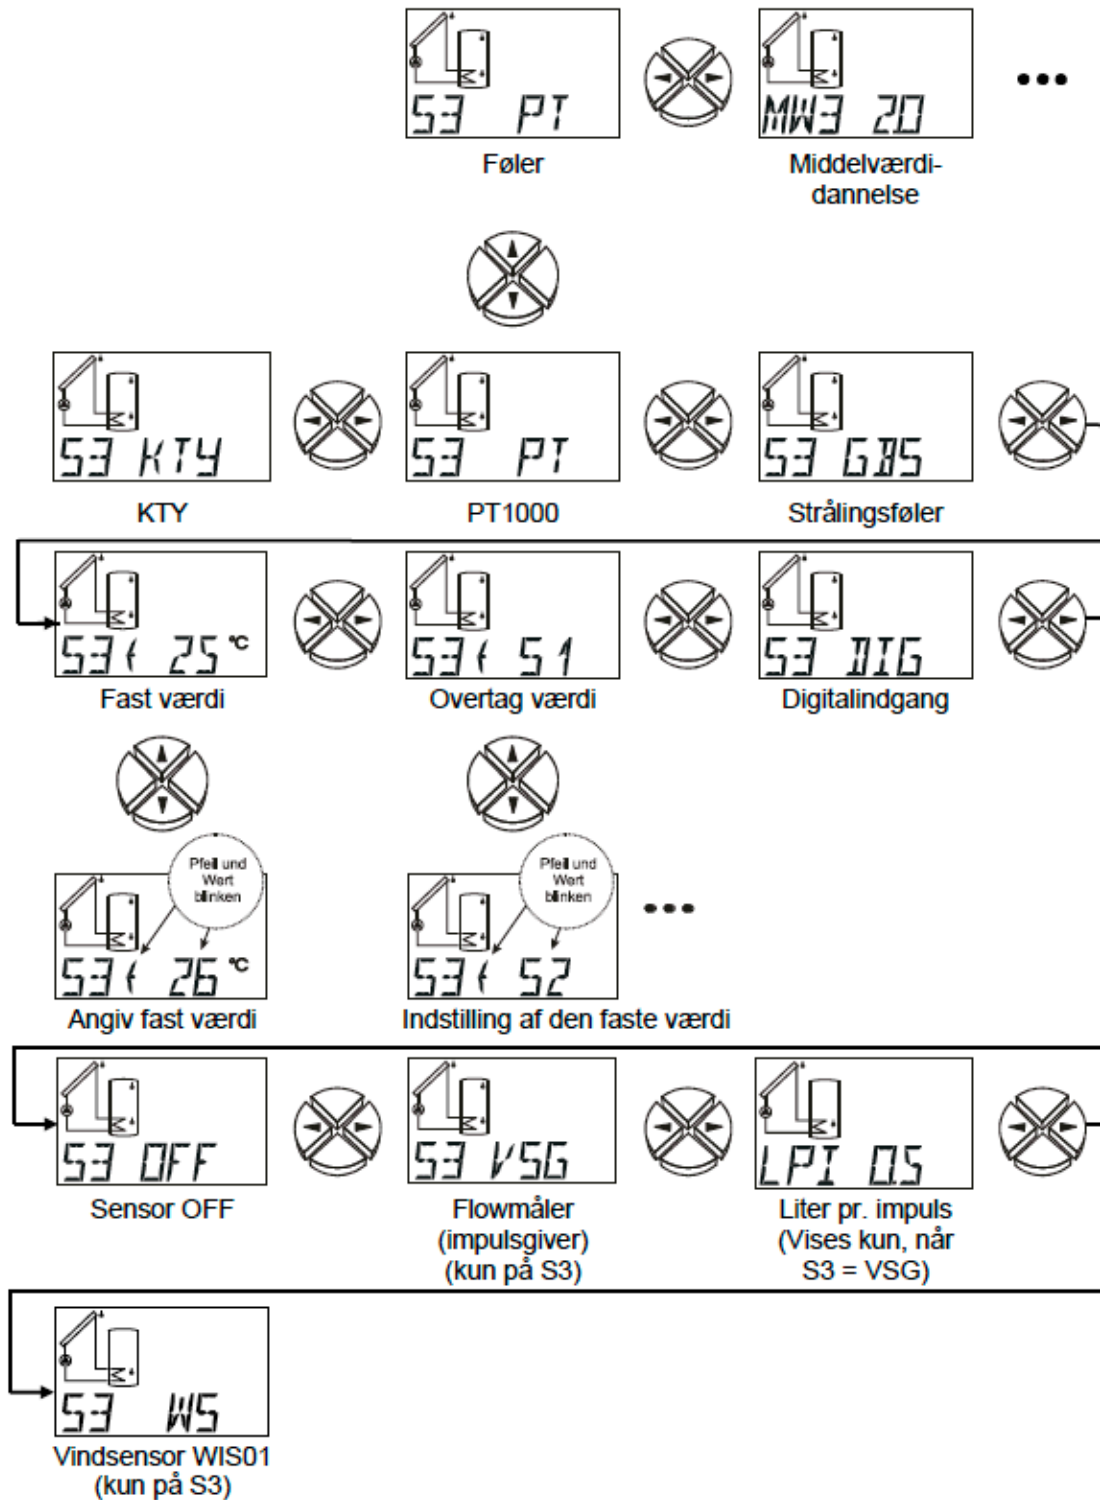 S3 PT
MW3 20
Føler
Middelværdi-
dannelse
S3 KTY
S3 PT
S3 GBS
KTY
PT1000
Strålingsføler
S3← 25 °C
S3← S1
S3 DIG
Fast værdi
Overtag værdi
Digitalindgang
Pfeil und
Wert
blinken
Pfeil und
Wert
blinken
S3← 26 °C
S3← S2
Angiv fast værdi
Indstilling af den faste værdi
S3 OFF
S3 VSG
LPI 0.5
Sensor OFF
Flowmåler
(impulsgiver)
(kun på S3)
Liter pr. impuls
(Vises kun, når
S3 = VSG)
S3 WS
Vindsensor WIS01
(kun på S3)